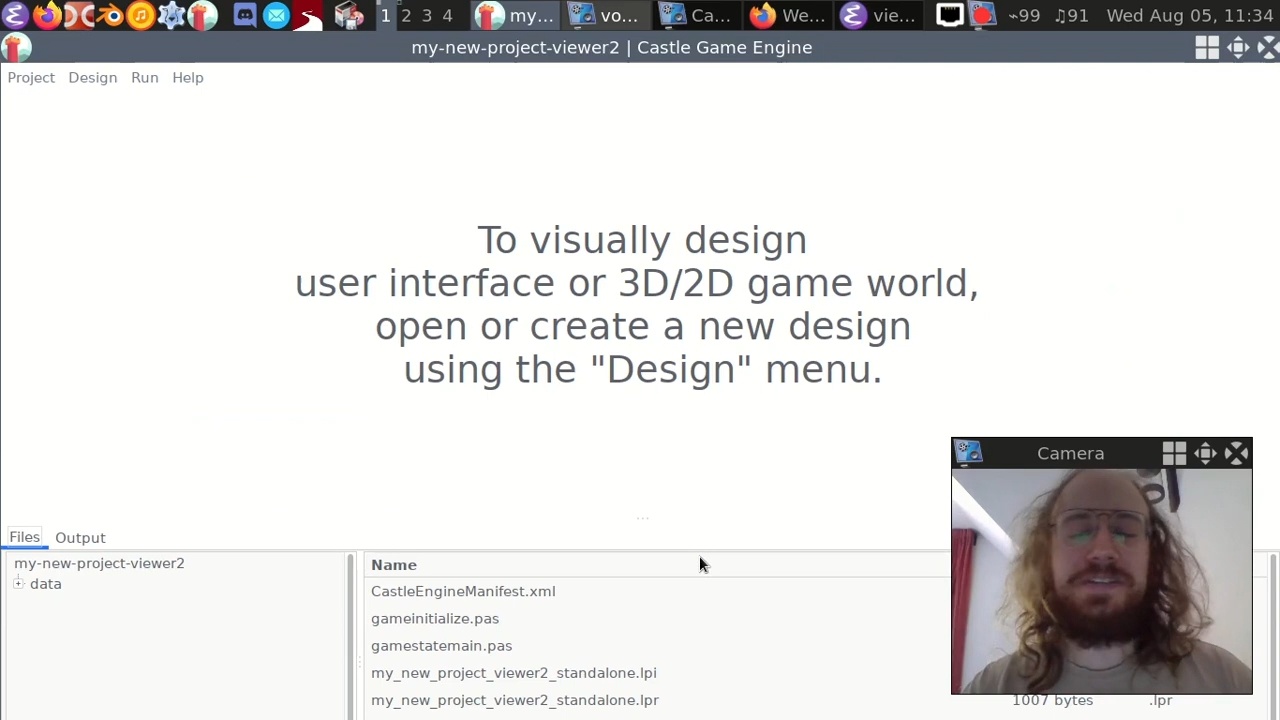 1 2 3 4 my... vo... Ca... We... vie... ⌁99 ♫91 Wed Aug 05, 11:34
my-new-project-viewer2 | Castle Game Engine
Project Design Run Help
To visually design
user interface or 3D/2D game world,
open or create a new design
using the "Design" menu.
Camera
Files Output
my-new-project-viewer2
data
Name
CastleEngineManifest.xml
gameinitialize.pas
gamestatemain.pas
my_new_project_viewer2_standalone.lpi
my_new_project_viewer2_standalone.lpr 1007 bytes .lpr